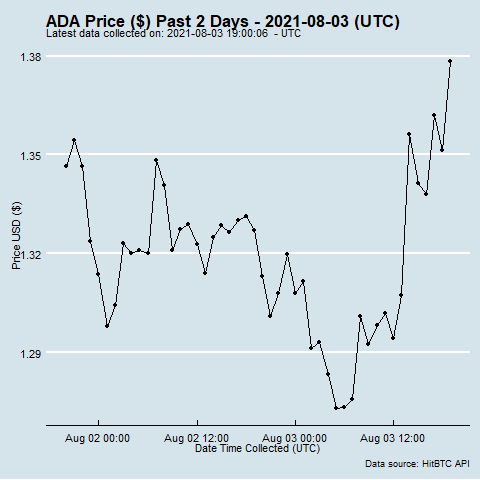 ADA Price ($) Past 2 Days - 2021-08-03 (UTC)
Latest data collected on: 2021-08-03 19:00:06 - UTC
1.38
1.35
1.32
1.29
Price USD ($)
Aug 02 00:00 Aug 02 12:00 Aug 03 00:00 Aug 03 12:00
Date Time Collected (UTC)
Data source: HitBTC API